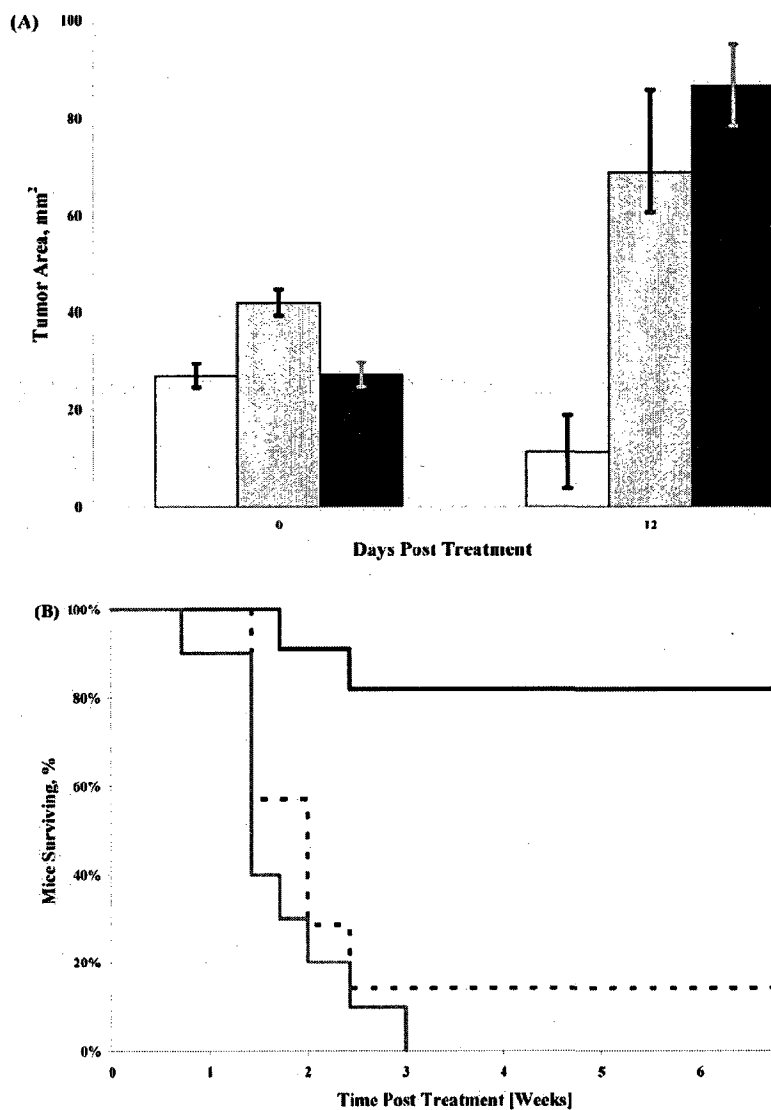 (A)
100
80
60
40
20
0
Tumor Area, mm²
0
12
Days Post Treatment
(B)
100%
80%
60%
40%
20%
0%
Mice Surviving, %
0 1 2 3 4 5 6
Time Post Treatment [Weeks]